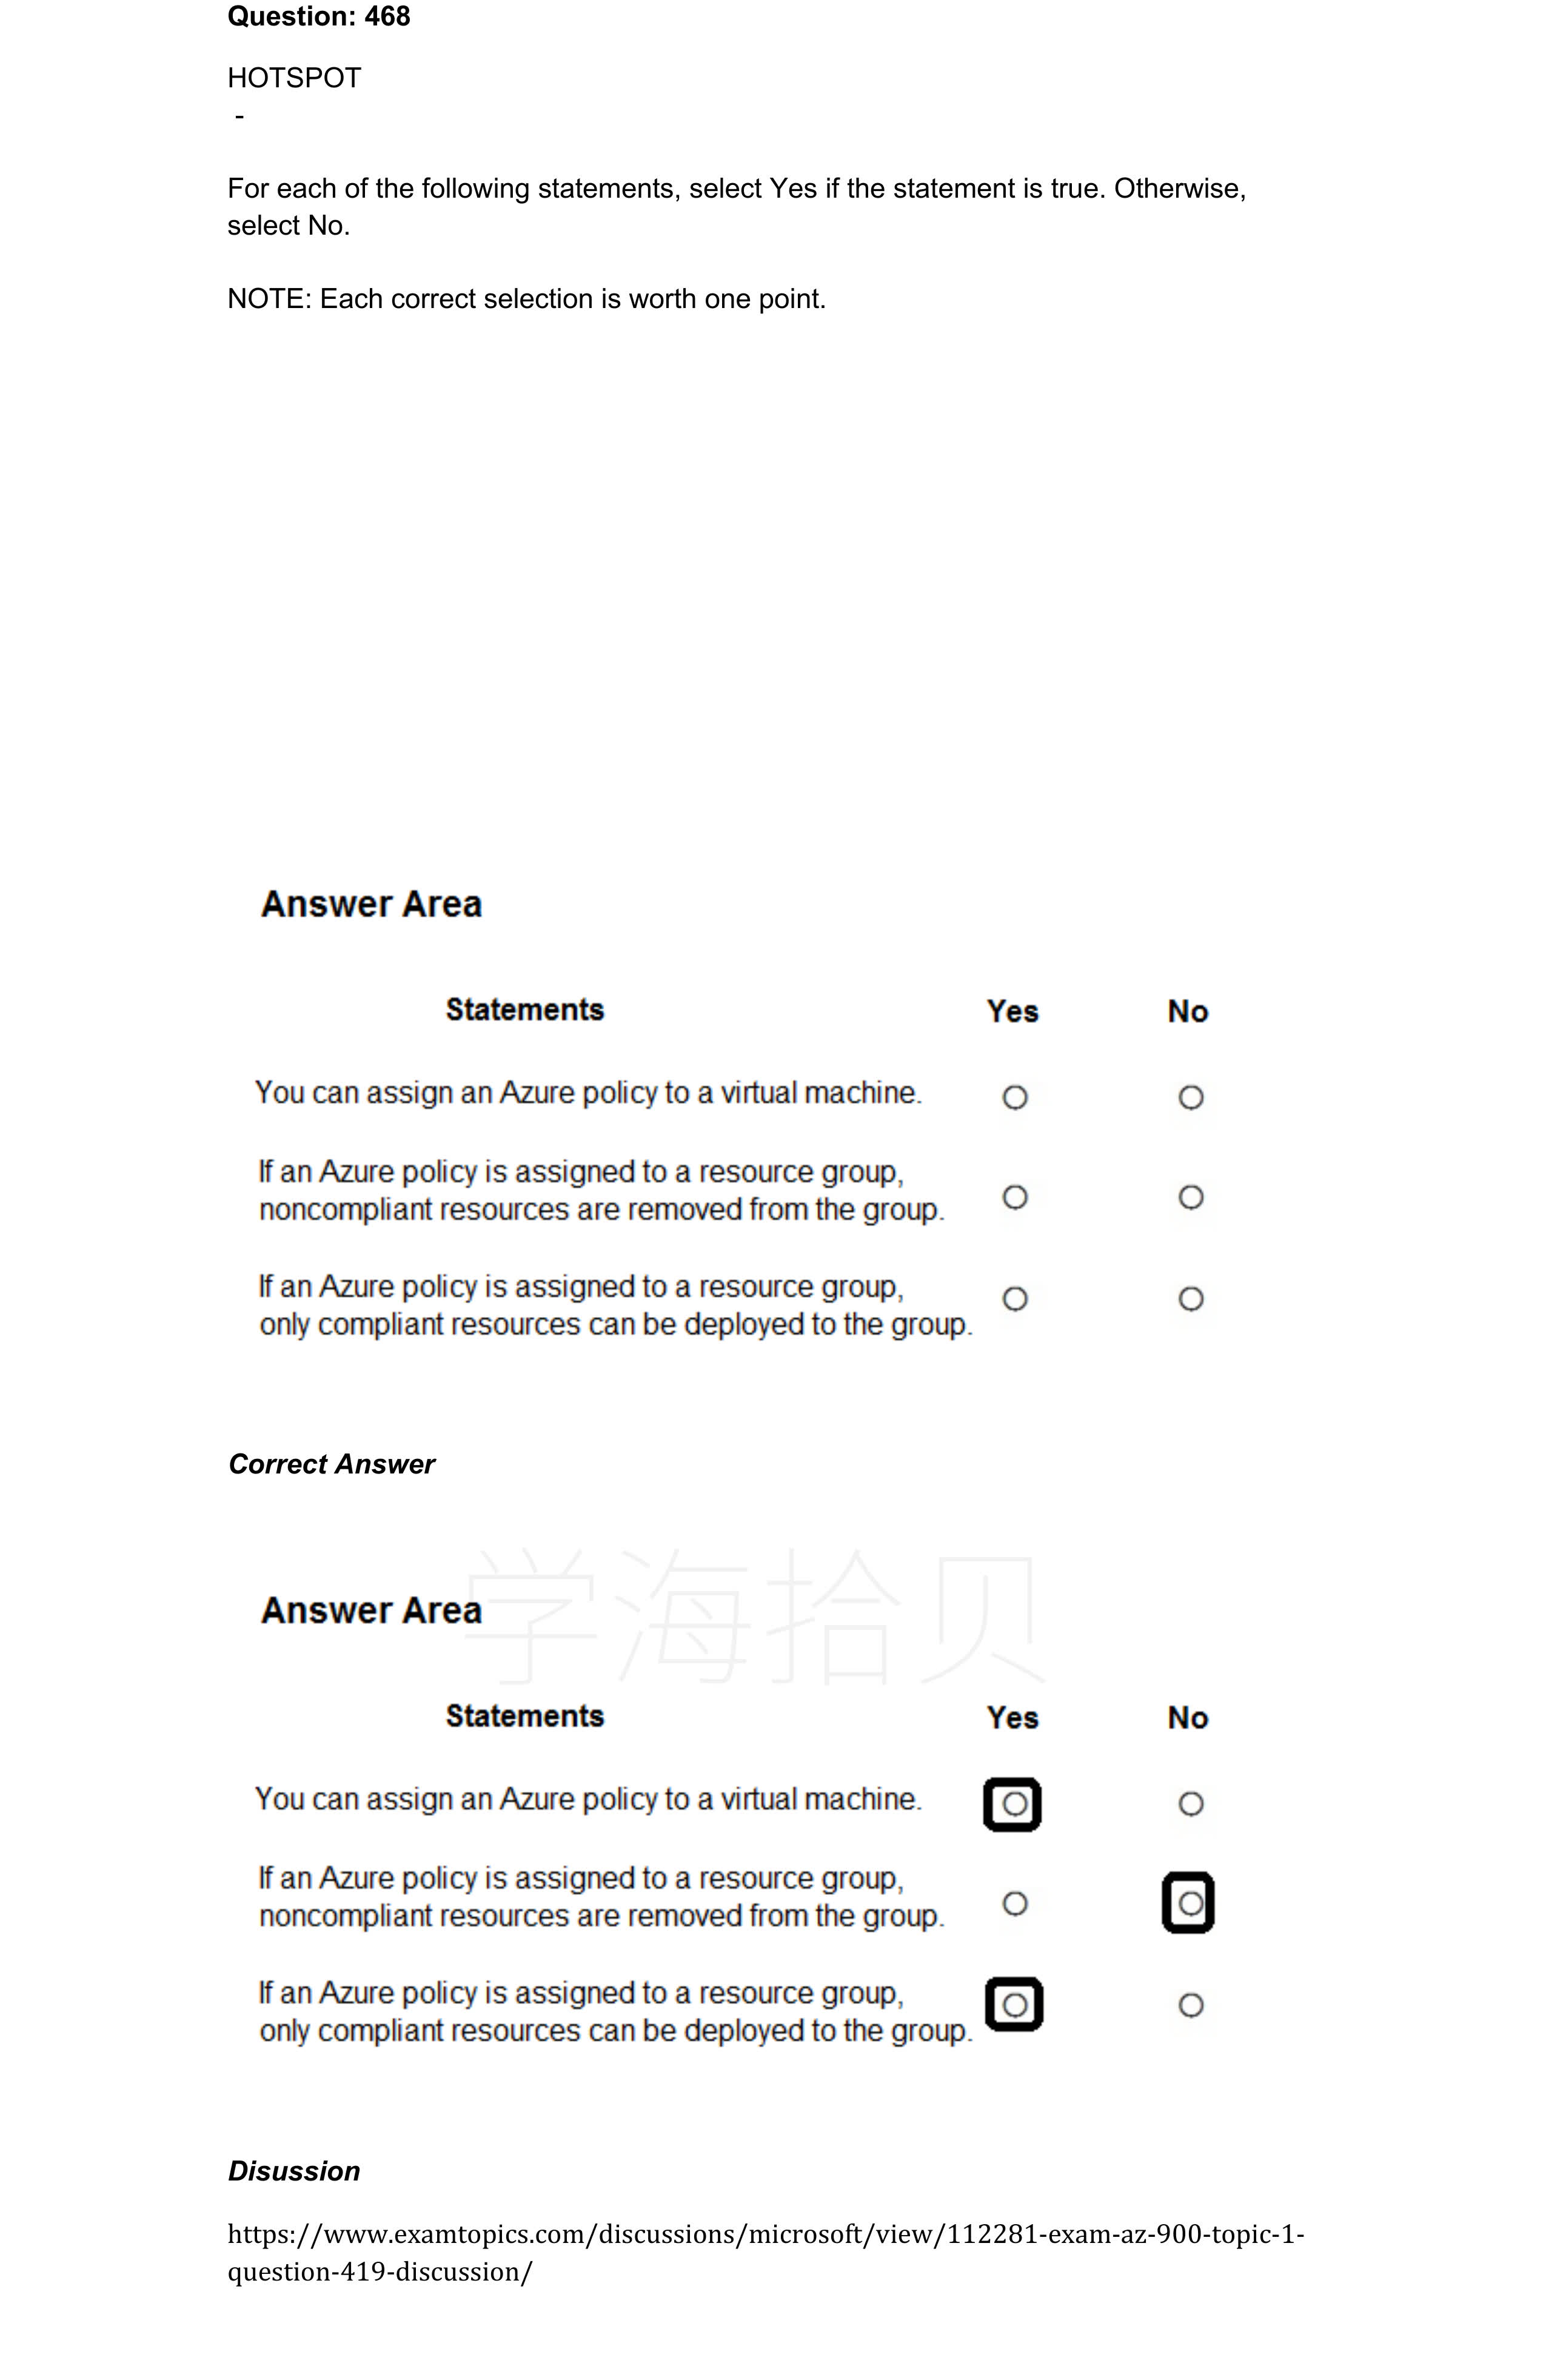 Question: 468
HOTSPOT
-
For each of the following statements, select Yes if the statement is true. Otherwise,
select No.
NOTE: Each correct selection is worth one point.
Answer Area
Statements Yes No
You can assign an Azure policy to a virtual machine.
If an Azure policy is assigned to a resource group,
noncompliant resources are removed from the group.
If an Azure policy is assigned to a resource group,
only compliant resources can be deployed to the group.
Correct Answer
学海拾贝
Answer Area
Statements Yes No
You can assign an Azure policy to a virtual machine.
If an Azure policy is assigned to a resource group,
noncompliant resources are removed from the group.
If an Azure policy is assigned to a resource group,
only compliant resources can be deployed to the group.
Disussion
https://www.examtopics.com/discussions/microsoft/view/112281-exam-az-900-topic-1-
question-419-discussion/